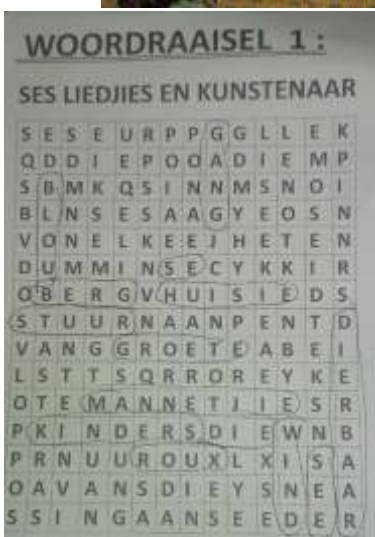 WOORDRAAISEL 1 :
SES LIEDJIES EN KUNSTENAAR
S E S E U R P P G G L L E K
Q D D I E P O O A D I E M P
S B M K Q S I N N M S N O I
B L N S E S A A G Y E O S N
V O N E L K E E J H E T E N
D U M M I N S E C Y K K I R
O B E R G V H U I S I E D S
S T U U R N A A N P E N T D
V A N G G R O E T E A B E I
L S T T S Q R R O R E Y K E
O T E M A N N E T J I E S R
P K I N D E R S D I E W N B
P R N U U R O U X L X I S A
O A V A N S D I E Y S N E A
S S I N G A A N S E E D E R